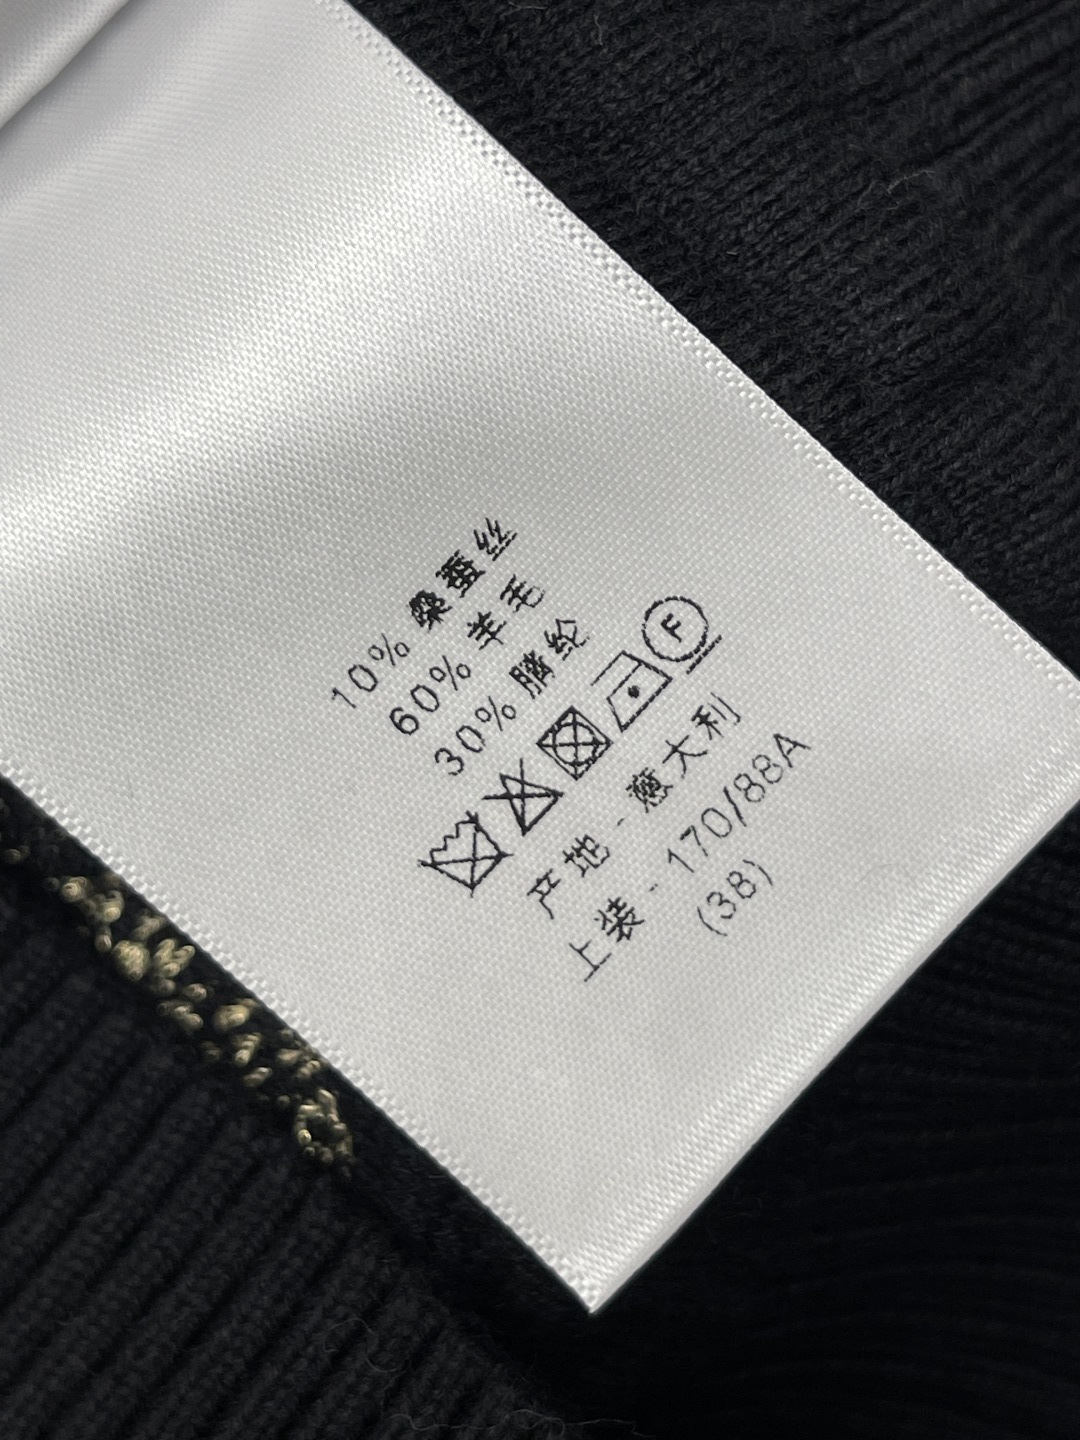 10% 桑蚕丝
60% 羊毛
30% 腈纶
F
产地 - 意大利
上装 - 170/88A
(38)